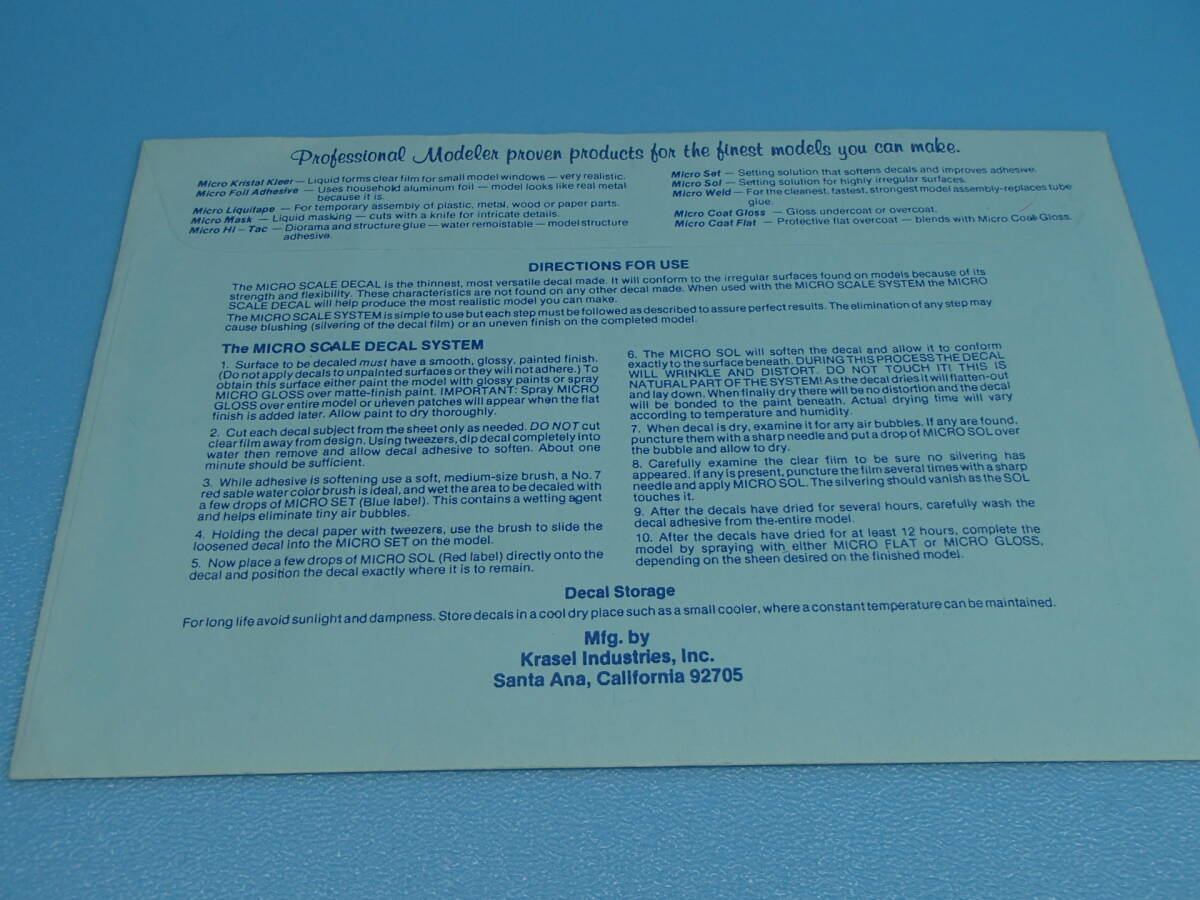 Professional Modeler proven products for the finest models you can make.
Micro Kristal Kleer — Liquid forms clear film for small model windows — very realistic.
Micro Foil Adhesive — Uses household aluminum foil — model looks like real metal
because it is.
Micro Liquitape — For temporary assembly of plastic, metal, wood or paper parts.
Micro Mask — Liquid masking — cuts with a knife for intricate details.
Micro Hi - Tac — Diorama and structure glue — water remoistable — model structure
adhesive.
Micro Set — Setting solution that softens decals and improves adhesive.
Micro Sol — Setting solution for highly irregular surfaces.
Micro Weld — For the cleanest, fastest, strongest model assembly-replaces tube
glue.
Micro Coat Gloss — Gloss undercoat or overcoat.
Micro Coat Flat — Protective flat overcoat — blends with Micro Coat Gloss.
DIRECTIONS FOR USE
The MICRO SCALE DECAL is the thinnest, most versatile decal made. It will conform to the irregular surfaces found on models because of its
strength and flexibility. These characteristics are not found on any other decal made. When used with the MICRO SCALE SYSTEM the MICRO
SCALE DECAL will help produce the most realistic model you can make.
The MICRO SCALE SYSTEM is simple to use but each step must be followed as described to assure perfect results. The elimination of any step may
cause blushing (silvering of the decal film) or an uneven finish on the completed model.
The MICRO SCALE DECAL SYSTEM
1. Surface to be decaled must have a smooth, glossy, painted finish.
(Do not apply decals to unpainted surfaces or they will not adhere.) To
obtain this surface either paint the model with glossy paints or spray
MICRO GLOSS over matte-finish paint. IMPORTANT: Spray MICRO
GLOSS over entire model or uneven patches will appear when the flat
finish is added later. Allow paint to dry thoroughly.
2. Cut each decal subject from the sheet only as needed. DO NOT cut
clear film away from design. Using tweezers, dip decal completely into
water then remove and allow decal adhesive to soften. About one
minute should be sufficient.
3. While adhesive is softening use a soft, medium-size brush, a No. 7
red sable water color brush is ideal, and wet the area to be decaled with
a few drops of MICRO SET (Blue label). This contains a wetting agent
and helps eliminate tiny air bubbles.
4. Holding the decal paper with tweezers, use the brush to slide the
loosened decal into the MICRO SET on the model.
5. Now place a few drops of MICRO SOL (Red label) directly onto the
decal and position the decal exactly where it is to remain.
6. The MICRO SOL will soften the decal and allow it to conform
exactly to the surface beneath. DURING THIS PROCESS THE DECAL
WILL WRINKLE AND DISTORT. DO NOT TOUCH IT! THIS IS
NATURAL PART OF THE SYSTEM! As the decal dries it will flatten-out
and lay down. When finally dry there will be no distortion and the decal
will be bonded to the paint beneath. Actual drying time will vary
according to temperature and humidity.
7. When decal is dry, examine it for any air bubbles. If any are found,
puncture them with a sharp needle and put a drop of MICRO SOL over
the bubble and allow to dry.
8. Carefully examine the clear film to be sure no silvering has
appeared. If any is present, puncture the film several times with a sharp
needle and apply MICRO SOL. The silvering should vanish as the SOL
touches it.
9. After the decals have dried for several hours, carefully wash the
decal adhesive from the entire model.
10. After the decals have dried for at least 12 hours, complete the
model by spraying with either MICRO FLAT or MICRO GLOSS,
depending on the sheen desired on the finished model.
Decal Storage
For long life avoid sunlight and dampness. Store decals in a cool dry place such as a small cooler, where a constant temperature can be maintained.
Mfg. by
Krasel Industries, Inc.
Santa Ana, California 92705